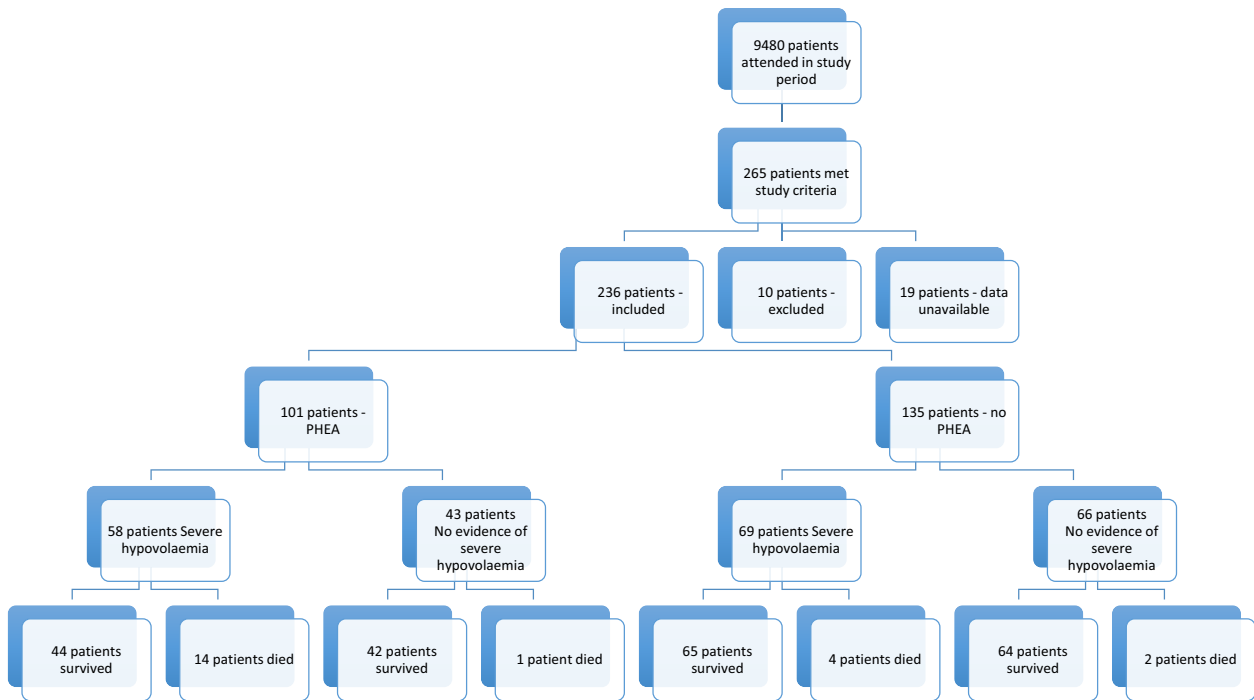 9480 patients
attended in study
period
265 patients met
study criteria
236 patients -
included
10 patients -
excluded
19 patients - data
unavailable
101 patients -
PHEA
135 patients - no
PHEA
58 patients Severe
hypovolaemia
43 patients
No evidence of
severe
hypovolaemia
69 patients Severe
hypovolaemia
66 patients
No evidence of
severe
hypovolaemia
44 patients
survived
14 patients died
42 patients
survived
1 patient died
65 patients
survived
4 patients died
64 patients
survived
2 patients died